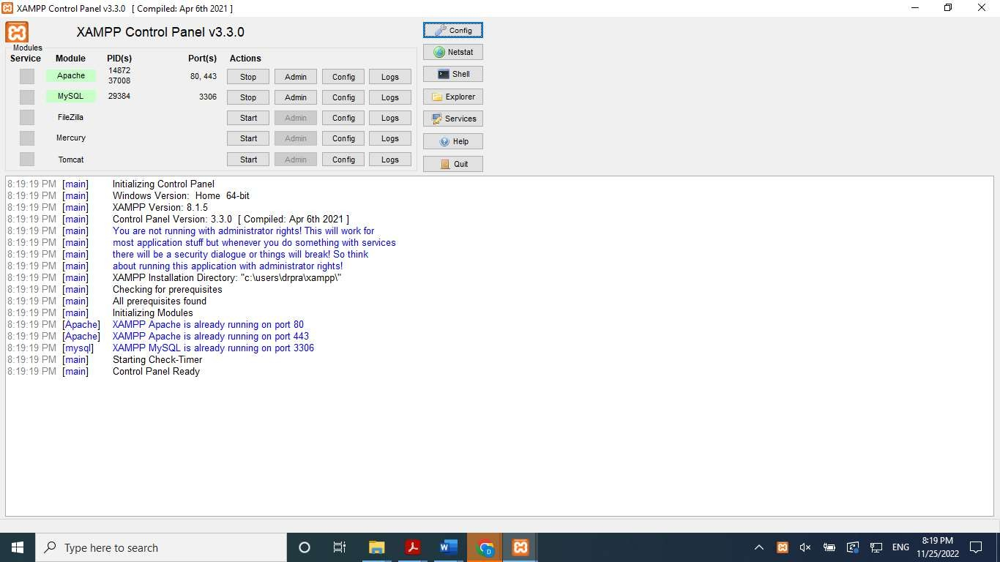 XAMPP Control Panel v3.3.0 [ Compiled: Apr 6th 2021 ]
XAMPP Control Panel v3.3.0
Config
Modules
Service Module PID(s) Port(s) Actions
Netstat
Apache 14872 37008 80, 443 Stop Admin Config Logs
Shell
MySQL 29384 3306 Stop Admin Config Logs
Explorer
FileZilla Start Admin Config Logs
Services
Mercury Start Admin Config Logs
Help
Tomcat Start Admin Config Logs
Quit
8:19:19 PM [main] Initializing Control Panel
8:19:19 PM [main] Windows Version: Home 64-bit
8:19:19 PM [main] XAMPP Version: 8.1.5
8:19:19 PM [main] Control Panel Version: 3.3.0 [ Compiled: Apr 6th 2021 ]
8:19:19 PM [main] You are not running with administrator rights! This will work for
8:19:19 PM [main] most application stuff but whenever you do something with services
8:19:19 PM [main] there will be a security dialogue or things will break! So think
8:19:19 PM [main] about running this application with administrator rights!
8:19:19 PM [main] XAMPP Installation Directory: "c:\users\drpra\xampp\"
8:19:19 PM [main] Checking for prerequisites
8:19:19 PM [main] All prerequisites found
8:19:19 PM [main] Initializing Modules
8:19:19 PM [Apache] XAMPP Apache is already running on port 80
8:19:19 PM [Apache] XAMPP Apache is already running on port 443
8:19:19 PM [mysql] XAMPP MySQL is already running on port 3306
8:19:19 PM [main] Starting Check-Timer
8:19:19 PM [main] Control Panel Ready
Type here to search
ENG
8:19 PM
11/25/2022